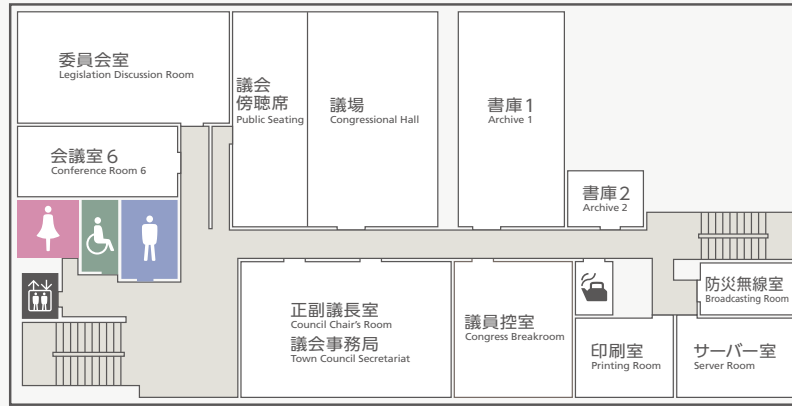 委員会室
Legislation Discussion Room
議会
傍聴席
Public Seating
議場
Congressional Hall
書庫1
Archive 1
会議室6
Conference Room 6
書庫2
Archive 2
正副議長室
Council Chair's Room
議会事務局
Town Council Secretariat
議員控室
Congress Breakroom
防災無線室
Broadcasting Room
印刷室
Printing Room
サーバー室
Server Room